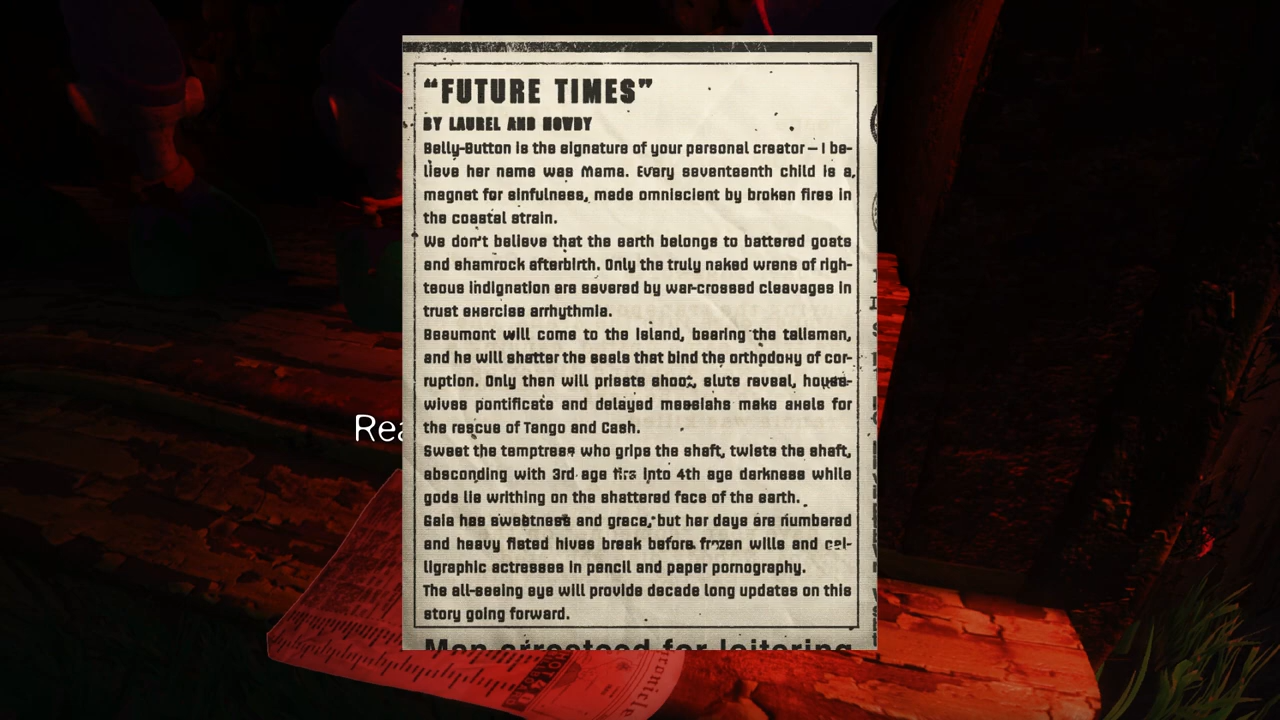 "FUTURE TIMES"
BY LAUREL AND HOWDY
Belly-Button is the signature of your personal creator – I be-
lieve her name was Mama. Every seventeenth child is a
magnet for sinfulness, made omniscient by broken fires in
the coastal strain.
We don't believe that the earth belongs to battered goats
and shamrock afterbirth. Only the truly naked wrens of righ-
teous indignation are severed by war-crossed cleavages in
trust exercise arrhythmia.
Beaumont will come to the island, bearing the talisman,
and he will shatter the seals that bind the orthpdoxy of cor-
ruption. Only then will priests shoot, sluts reveal, house-
wives pontificate and delayed messiahs make axels for
the rescue of Tango and Cash.
Sweet the temptress who grips the shaft, twists the shaft,
absconding with 3rd age fire into 4th age darkness while
gods lie writhing on the shattered face of the earth.
Gaia has sweetness and grace, but her days are numbered
and heavy fisted hives break before frozen wills and cal-
ligraphic actresses in pencil and paper pornography.
The all-seeing eye will provide decade long updates on this
story going forward.
Man arrested for loitering
Rea